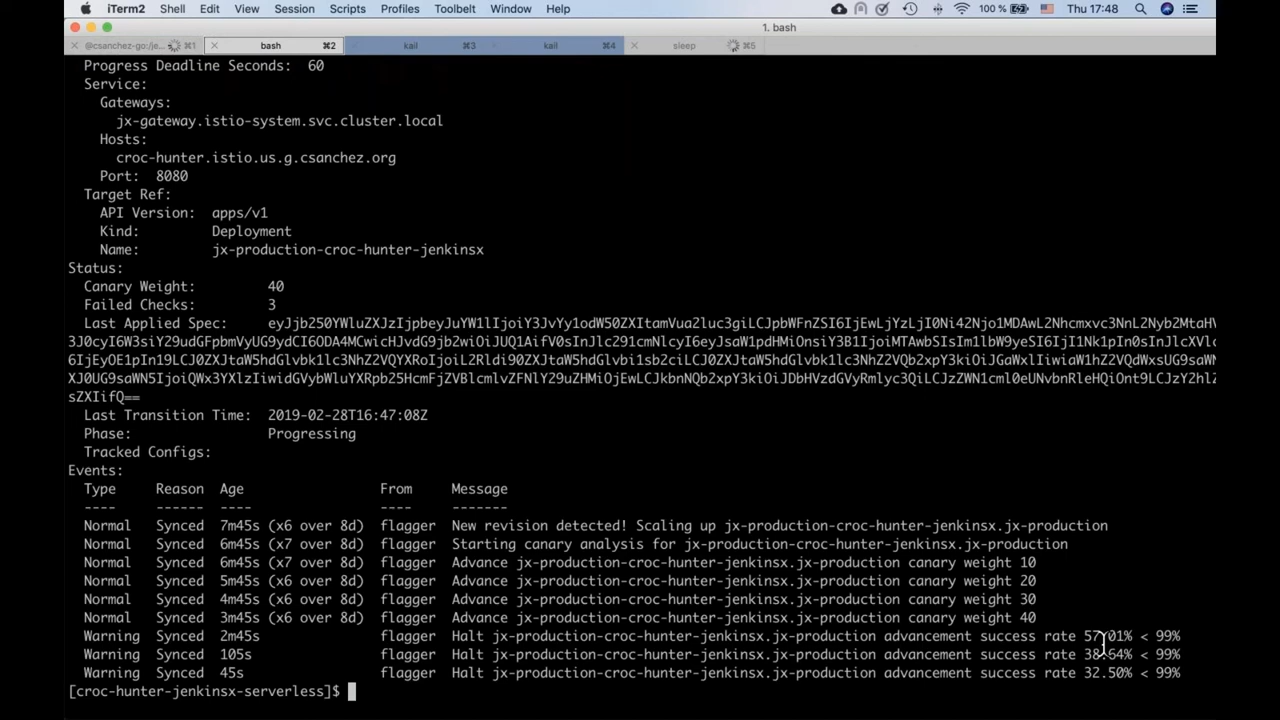 iTerm2 Shell Edit View Session Scripts Profiles Toolbelt Window Help 100 % Thu 17:48
1. bash
@csanchez-go:/je... ⌘1 bash ⌘2 kail ⌘3 kail ⌘4 sleep ⌘5
Progress Deadline Seconds: 60
Service:
Gateways:
jx-gateway.istio-system.svc.cluster.local
Hosts:
croc-hunter.istio.us.g.csanchez.org
Port: 8080
Target Ref:
API Version: apps/v1
Kind: Deployment
Name: jx-production-croc-hunter-jenkinsx
Status:
Canary Weight: 40
Failed Checks: 3
Last Applied Spec:
sZXIifQ==
Last Transition Time: 2019-02-28T16:47:08Z
Phase: Progressing
Tracked Configs:
Events:
Type Reason Age From Message
---- ------ ---- ---- -------
Normal Synced 7m45s (x6 over 8d) flagger New revision detected! Scaling up jx-production-croc-hunter-jenkinsx.jx-production
Normal Synced 6m45s (x7 over 8d) flagger Starting canary analysis for jx-production-croc-hunter-jenkinsx.jx-production
Normal Synced 6m45s (x7 over 8d) flagger Advance jx-production-croc-hunter-jenkinsx.jx-production canary weight 10
Normal Synced 5m45s (x6 over 8d) flagger Advance jx-production-croc-hunter-jenkinsx.jx-production canary weight 20
Normal Synced 4m45s (x6 over 8d) flagger Advance jx-production-croc-hunter-jenkinsx.jx-production canary weight 30
Normal Synced 3m45s (x6 over 8d) flagger Advance jx-production-croc-hunter-jenkinsx.jx-production canary weight 40
Warning Synced 2m45s flagger Halt jx-production-croc-hunter-jenkinsx.jx-production advancement success rate 57.01% < 99%
Warning Synced 105s flagger Halt jx-production-croc-hunter-jenkinsx.jx-production advancement success rate 38.64% < 99%
Warning Synced 45s flagger Halt jx-production-croc-hunter-jenkinsx.jx-production advancement success rate 32.50% < 99%
[croc-hunter-jenkinsx-serverless]$